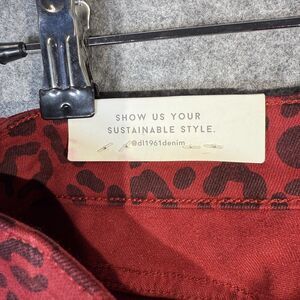 SHOW US YOUR
SUSTAINABLE STYLE.
@dl1961denim